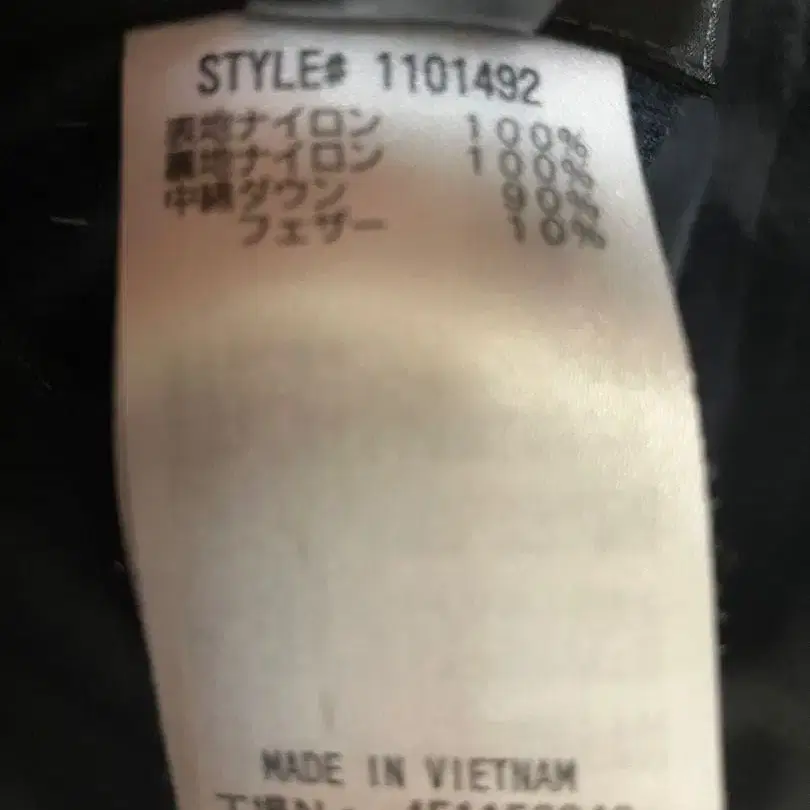 STYLE# 1101492
表地ナイロン 100%
裏地ナイロン 100%
中綿ダウン 90%
フェザー 10%
MADE IN VIETNAM